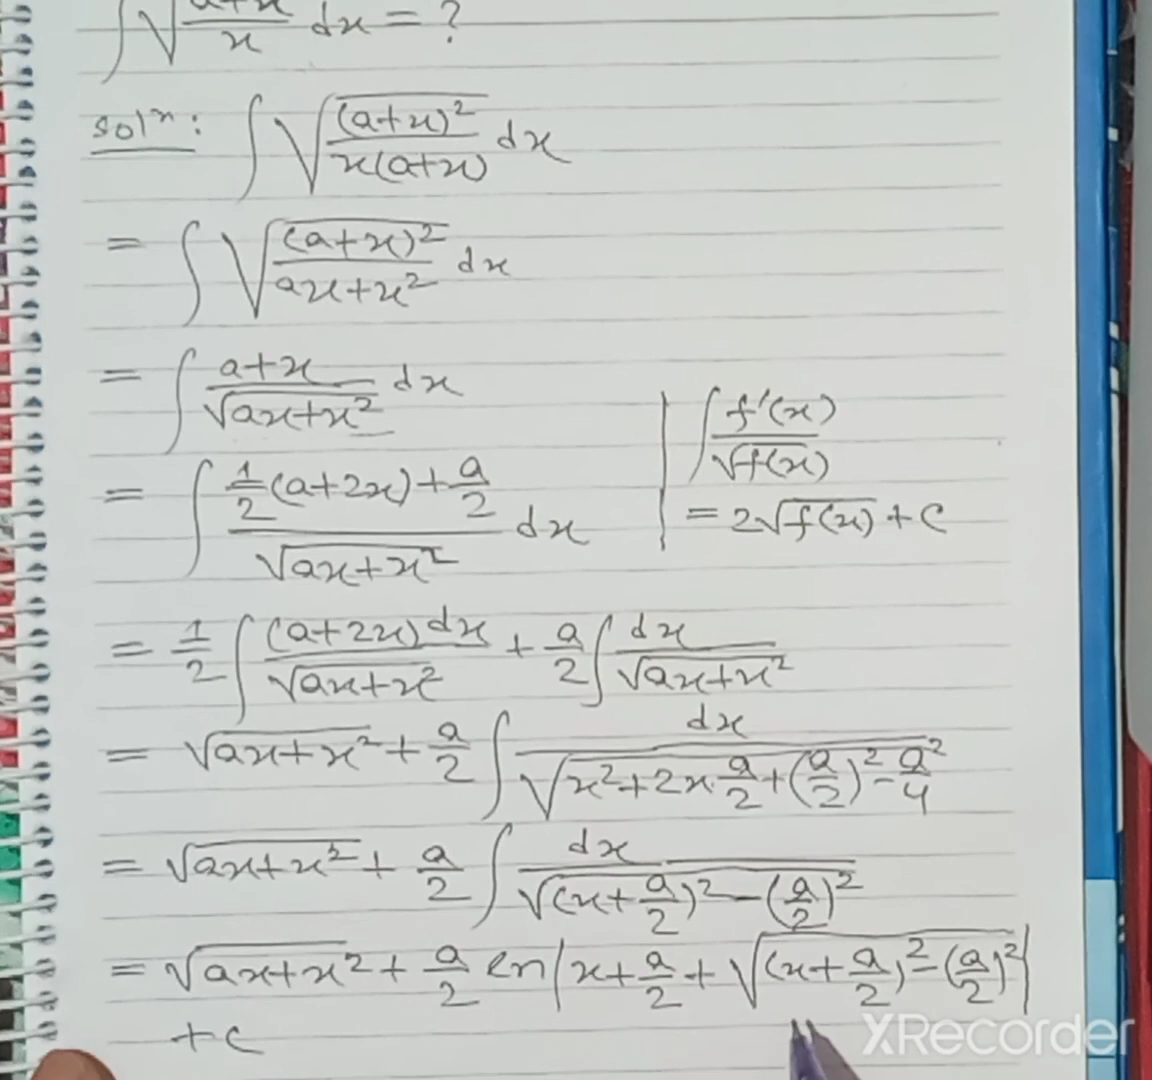 ∫√((a+x)/x) dx = ?
Solⁿ: ∫√((a+x)²/(x(a+x))) dx
= ∫√((a+x)²/(ax+x²)) dx
= ∫ (a+x)/√(ax+x²) dx
∫ f'(x)/√f(x)
= 2√f(x) + c
= ∫ (1/2(a+2x)+a/2)/√(ax+x²) dx
= 1/2 ∫ (a+2x)dx/√(ax+x²) + a/2 ∫ dx/√(ax+x²)
= √(ax+x²) + a/2 ∫ dx/√(x²+2x·a/2+(a/2)²-a²/4)
= √(ax+x²) + a/2 ∫ dx/√((x+a/2)²-(a/2)²)
= √(ax+x²) + a/2 ln|x+a/2+√((x+a/2)²-(a/2)²)|
+c
XRecorder